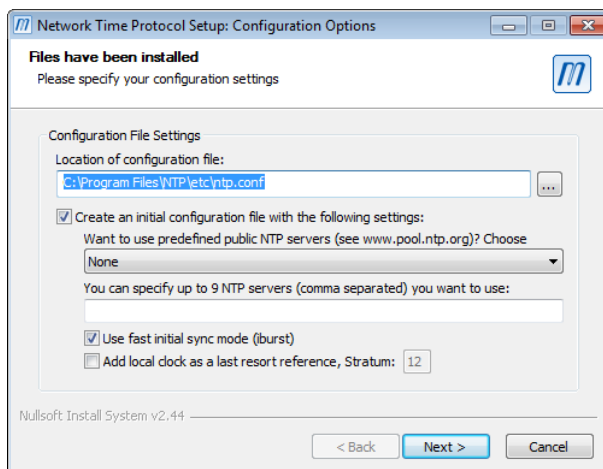 Network Time Protocol Setup: Configuration Options
Files have been installed
Please specify your configuration settings
Configuration File Settings
Location of configuration file:
C:\Program Files\NTP\etc\ntp.conf
...
Create an initial configuration file with the following settings:
Want to use predefined public NTP servers (see www.pool.ntp.org)? Choose
None
You can specify up to 9 NTP servers (comma separated) you want to use:
Use fast initial sync mode (iburst)
Add local clock as a last resort reference, Stratum: 12
Nullsoft Install System v2.44
< Back Next > Cancel